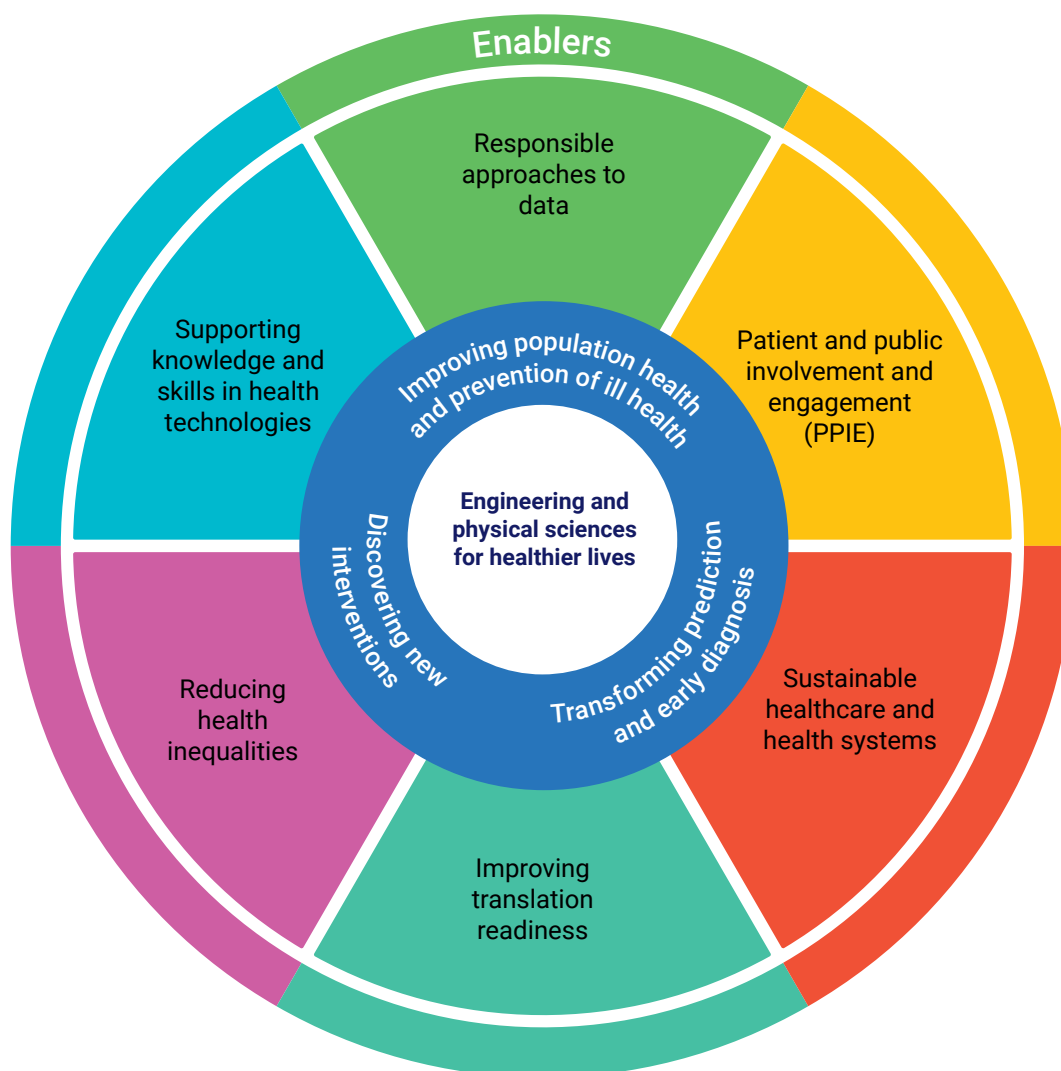 Enablers
Responsible
approaches to
data
Patient and public
involvement and
engagement
(PPIE)
Sustainable
healthcare and
health systems
Improving
translation
readiness
Reducing
health
inequalities
Supporting
knowledge and
skills in health
technologies
Improving population health
and prevention of ill health
Transforming prediction
and early diagnosis
Discovering new
interventions
Engineering and
physical sciences
for healthier lives